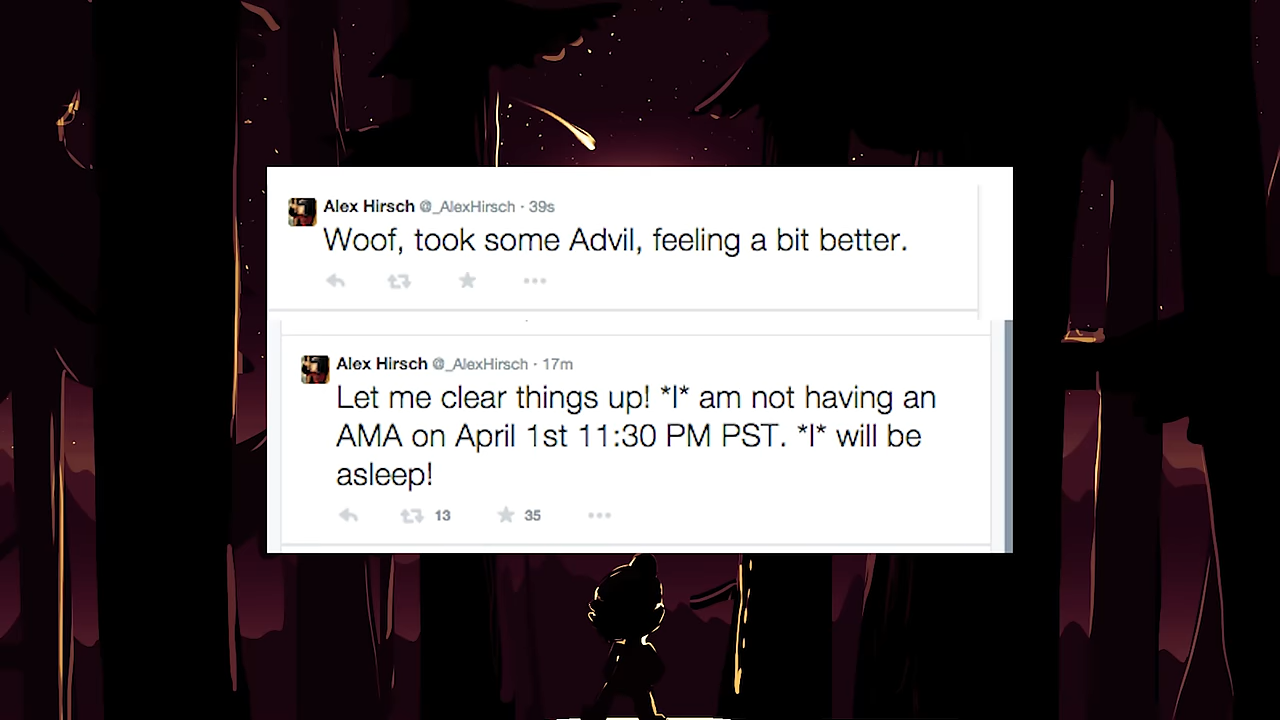 Alex Hirsch @_AlexHirsch · 39s
Woof, took some Advil, feeling a bit better.
Alex Hirsch @_AlexHirsch · 17m
Let me clear things up! *I* am not having an
AMA on April 1st 11:30 PM PST. *I* will be
asleep!
13 35